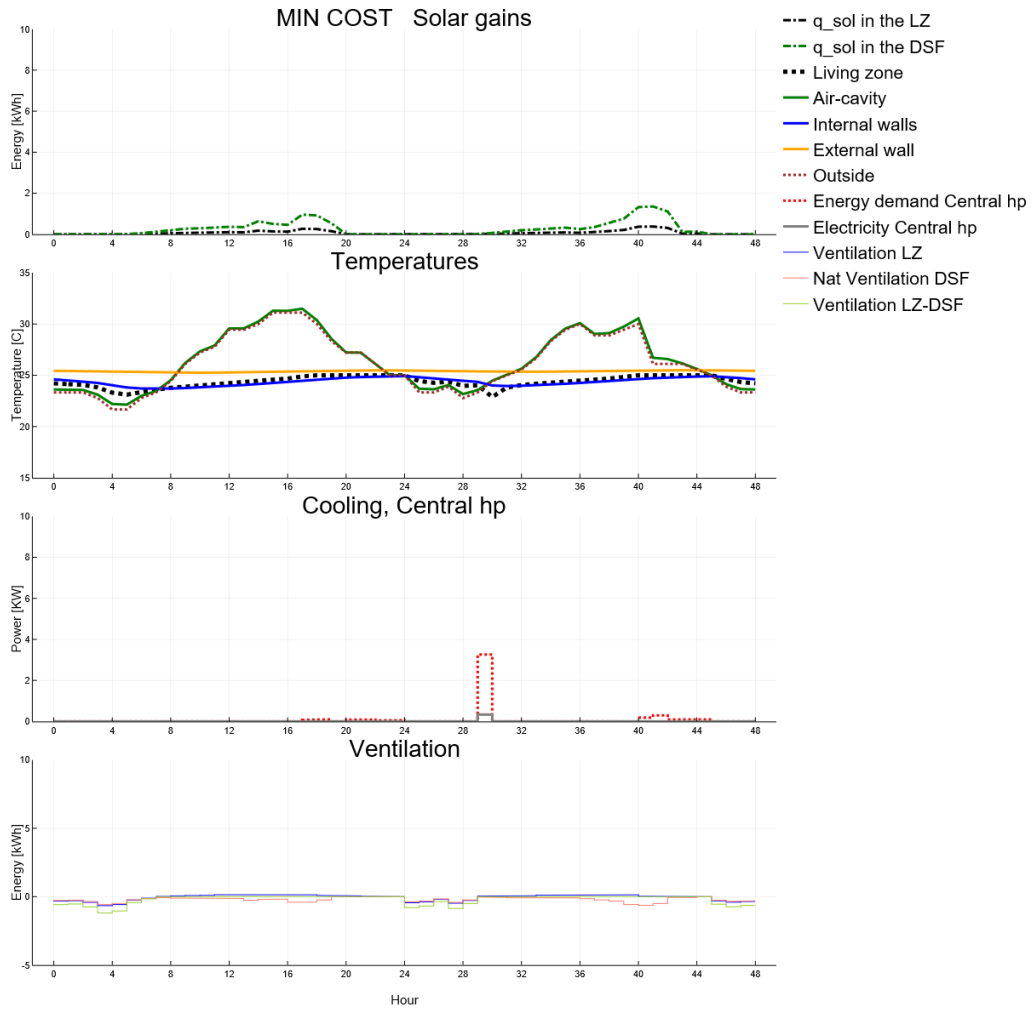 MIN COST Solar gains
Energy [kWh]
10
8
6
4
2
0
0 4 8 12 16 20 24 28 32 36 40 44 48
q_sol in the LZ
q_sol in the DSF
Living zone
Air-cavity
Internal walls
External wall
Outside
Energy demand Central hp
Electricity Central hp
Ventilation LZ
Nat Ventilation DSF
Ventilation LZ-DSF
Temperatures
Temperature [C]
35
30
25
20
15
0 4 8 12 16 20 24 28 32 36 40 44 48
Cooling, Central hp
Power [KW]
10
8
6
4
2
0
0 4 8 12 16 20 24 28 32 36 40 44 48
Ventilation
Energy [kWh]
10
5
0
-5
0 4 8 12 16 20 24 28 32 36 40 44 48
Hour